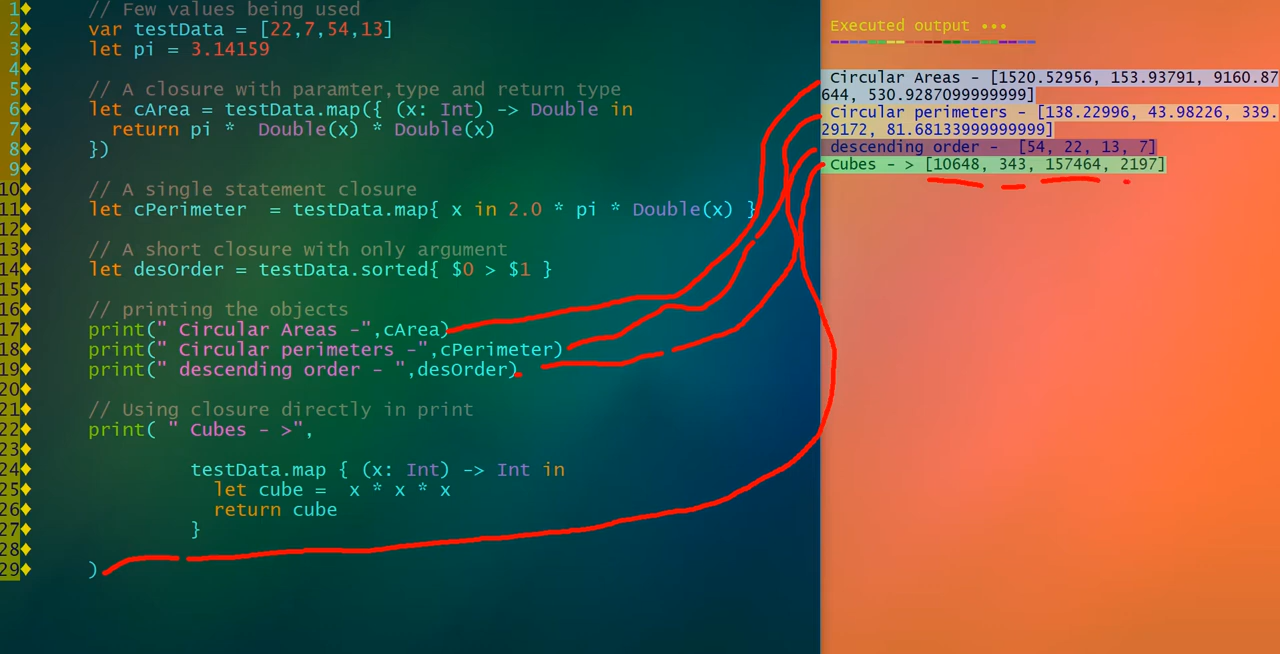 1 // Few values being used
2 var testData = [22,7,54,13]
3 let pi = 3.14159
4
5 // A closure with paramter,type and return type
6 let cArea = testData.map({ (x: Int) -> Double in
7 return pi *  Double(x) * Double(x)
8 })
9
10 // A single statement closure
11 let cPerimeter  = testData.map{ x in 2.0 * pi * Double(x) }
12
13 // A short closure with only argument
14 let desOrder = testData.sorted{ $0 > $1 }
15
16 // printing the objects
17 print(" Circular Areas -",cArea)
18 print(" Circular perimeters -",cPerimeter)
19 print(" descending order - ",desOrder)
20
21 // Using closure directly in print
22 print( " Cubes - >",
23
24 testData.map { (x: Int) -> Int in
25 let cube =  x * x * x
26 return cube
27 }
28
29 )
Executed output •••
Circular Areas - [1520.52956, 153.93791, 9160.87
644, 530.9287099999999]
Circular perimeters - [138.22996, 43.98226, 339.
29172, 81.68133999999999]
descending order -  [54, 22, 13, 7]
Cubes - > [10648, 343, 157464, 2197]